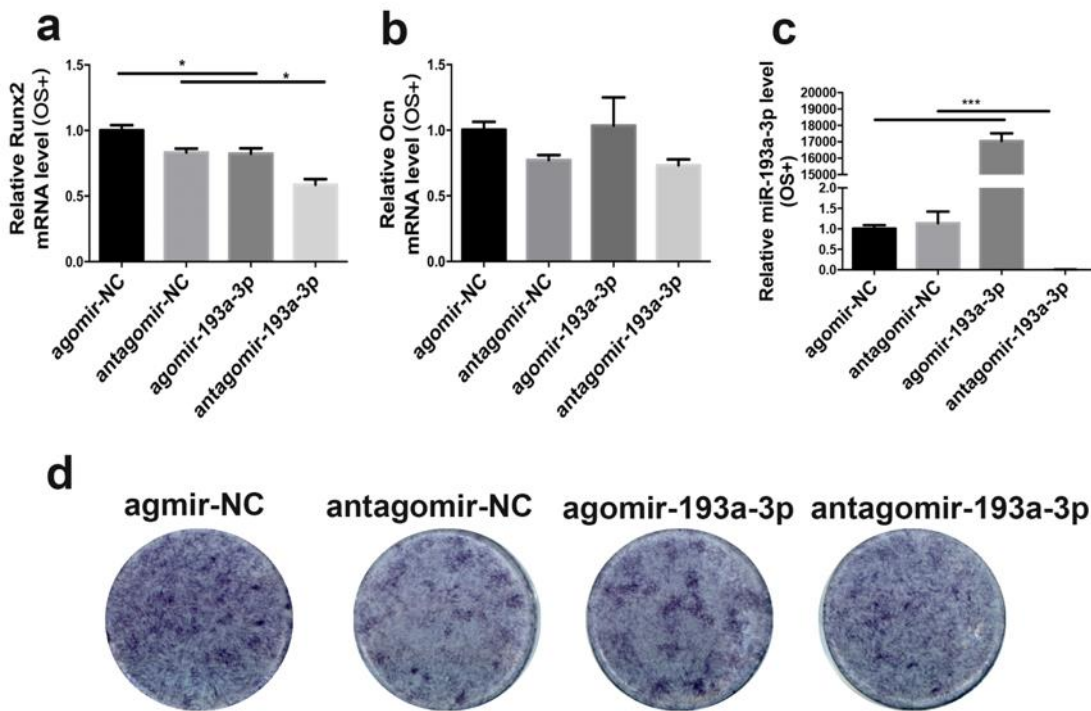 a
Relative Runx2
mRNA level (OS+)
1.5
1.0
0.5
0.0
*
*
agomir-NC
antagomir-NC
agomir-193a-3p
antagomir-193a-3p
b
Relative Ocn
mRNA level (OS+)
1.5
1.0
0.5
0.0
agomir-NC
antagomir-NC
agomir-193a-3p
antagomir-193a-3p
c
Relative miR-193a-3p level
(OS+)
20000
19000
18000
17000
16000
15000
2.0
1.5
1.0
0.5
0.0
***
agomir-NC
antagomir-NC
agomir-193a-3p
antagomir-193a-3p
d
agmir-NC
antagomir-NC
agomir-193a-3p
antagomir-193a-3p